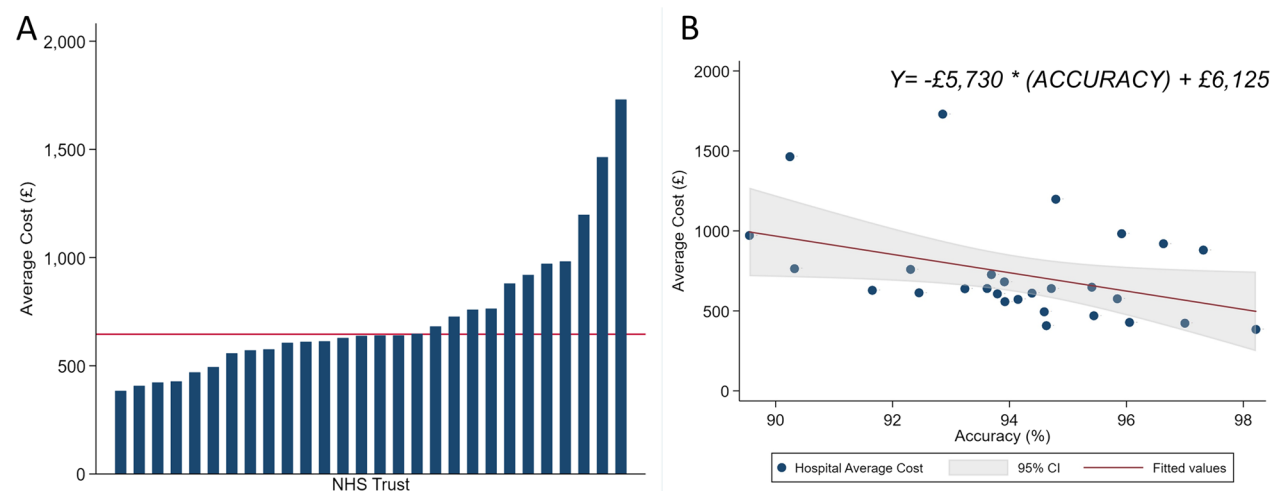 A
Average Cost (£)
2,000
1,500
1,000
500
0
NHS Trust
B
Y= -£5,730 * (ACCURACY) + £6,125
Average Cost (£)
2000
1500
1000
500
0
90 92 94 96 98
Accuracy (%)
Hospital Average Cost 95% CI Fitted values